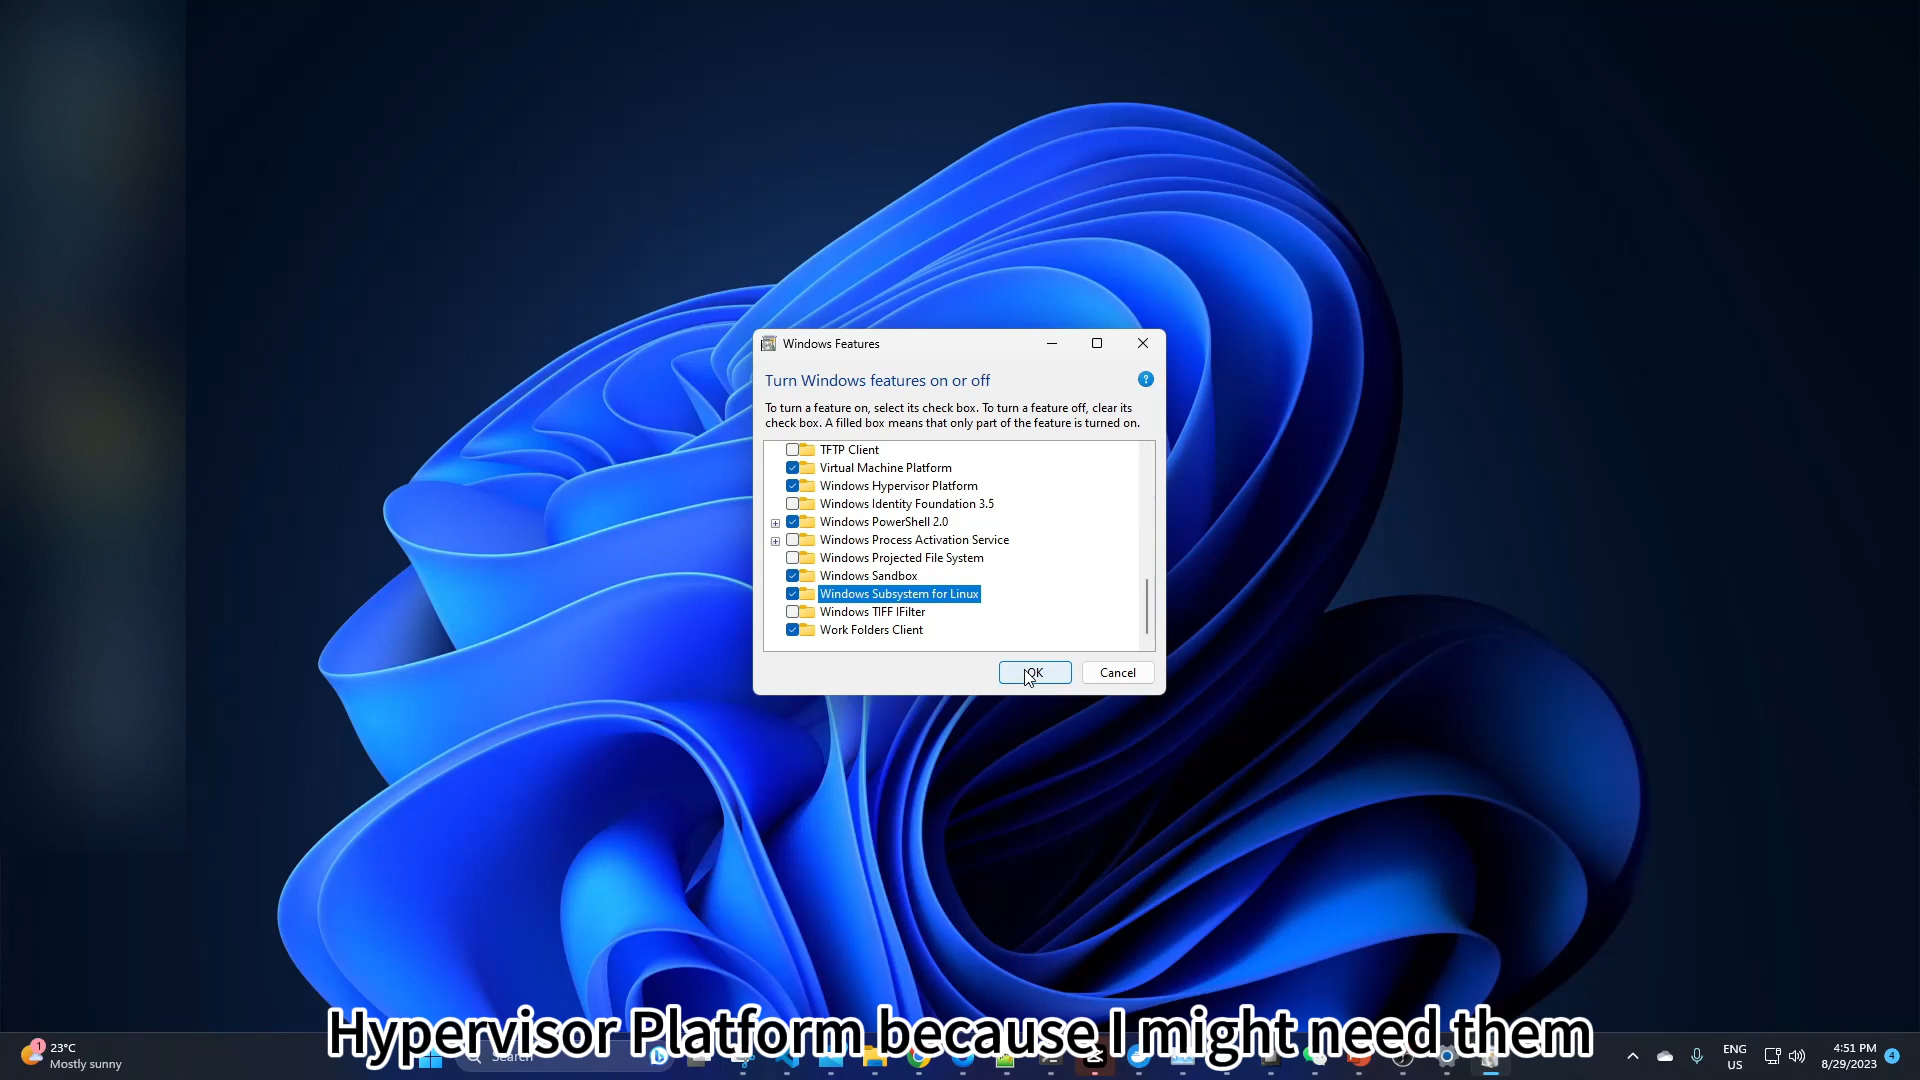 Windows Features
Turn Windows features on or off
?
To turn a feature on, select its check box. To turn a feature off, clear its
check box. A filled box means that only part of the feature is turned on.
TFTP Client
Virtual Machine Platform
Windows Hypervisor Platform
Windows Identity Foundation 3.5
Windows PowerShell 2.0
Windows Process Activation Service
Windows Projected File System
Windows Sandbox
Windows Subsystem for Linux
Windows TIFF IFilter
Work Folders Client
OK
Cancel
Hypervisor Platform because I might need them
1
23°C
Mostly sunny
Search
ENG
US
4:51 PM
8/29/2023
4